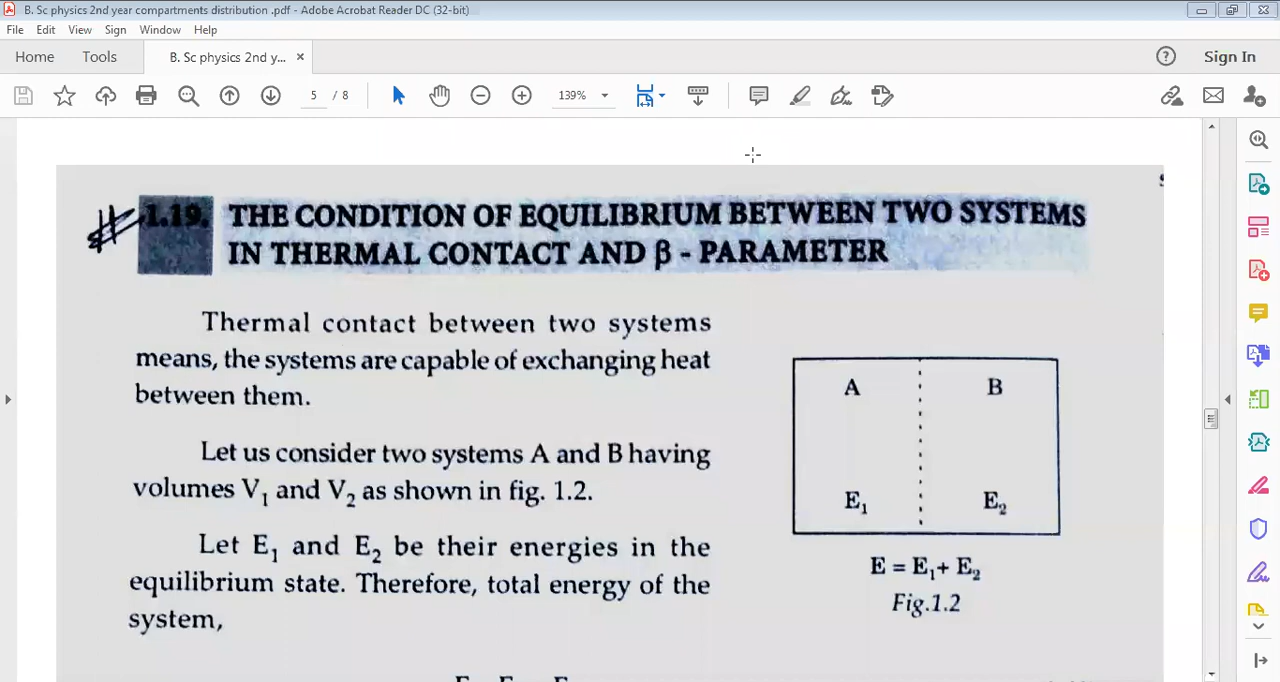 B. Sc physics 2nd year compartments distribution .pdf - Adobe Acrobat Reader DC (32-bit)
File Edit View Sign Window Help
Home Tools B. Sc physics 2nd y... × Sign In
5 / 8 139%
1.19. THE CONDITION OF EQUILIBRIUM BETWEEN TWO SYSTEMS
IN THERMAL CONTACT AND β - PARAMETER
Thermal contact between two systems
means, the systems are capable of exchanging heat
between them.
Let us consider two systems A and B having
volumes V₁ and V₂ as shown in fig. 1.2.
Let E₁ and E₂ be their energies in the
equilibrium state. Therefore, total energy of the
system,
A B
E₁ E₂
E = E₁+ E₂
Fig.1.2